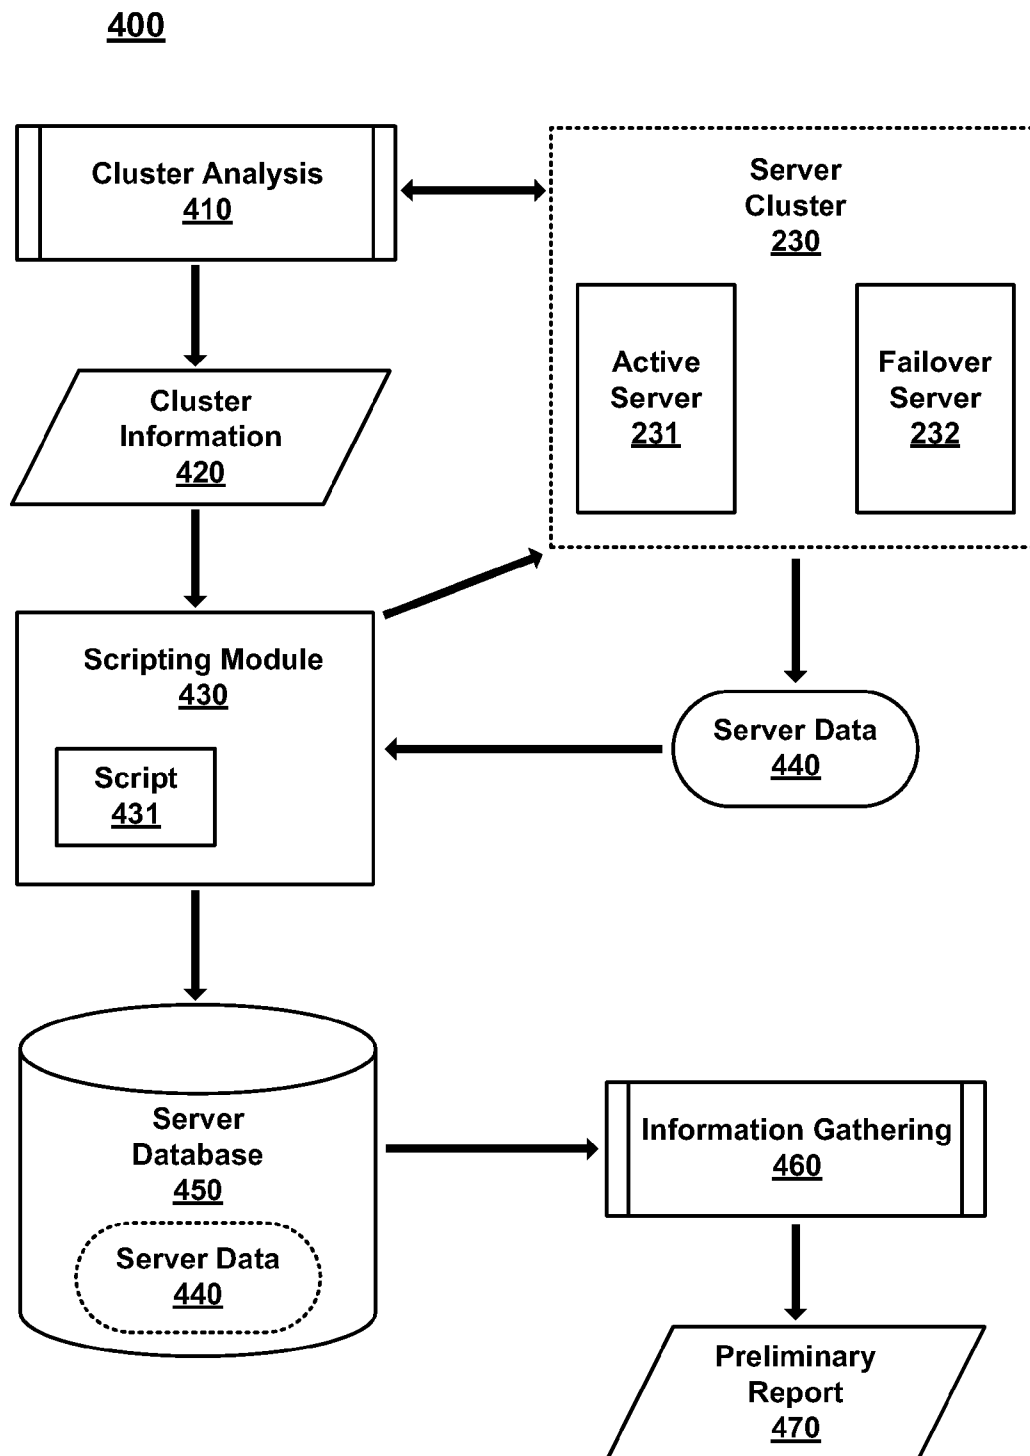 400
Cluster Analysis
410
Server
Cluster
230
Active
Server
231
Failover
Server
232
Cluster
Information
420
Scripting Module
430
Script
431
Server Data
440
Server
Database
450
Server Data
440
Information Gathering
460
Preliminary
Report
470